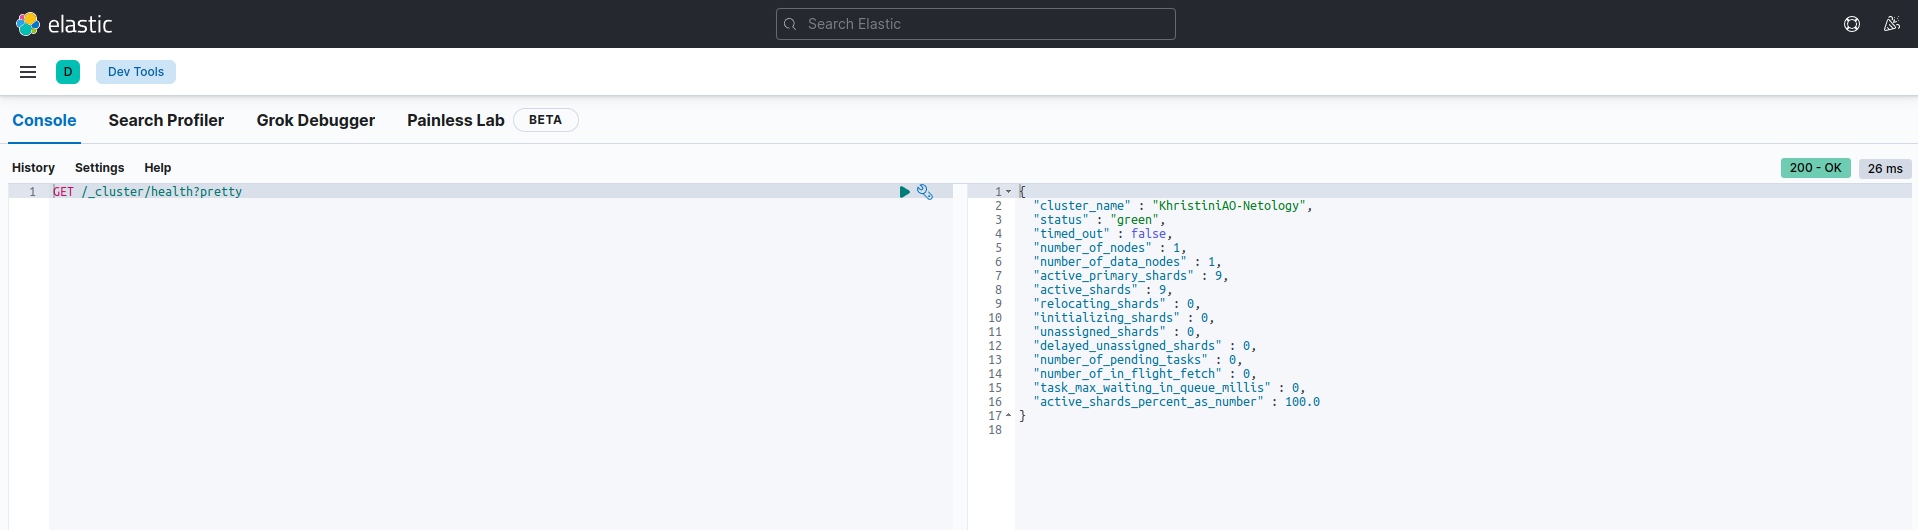 elastic
Search Elastic
D
Dev Tools
Console Search Profiler Grok Debugger Painless Lab BETA
History Settings Help
200 - OK 26 ms
1 GET /_cluster/health?pretty
1 {
2 "cluster_name" : "KhristiniAO-Netology",
3 "status" : "green",
4 "timed_out" : false,
5 "number_of_nodes" : 1,
6 "number_of_data_nodes" : 1,
7 "active_primary_shards" : 9,
8 "active_shards" : 9,
9 "relocating_shards" : 0,
10 "initializing_shards" : 0,
11 "unassigned_shards" : 0,
12 "delayed_unassigned_shards" : 0,
13 "number_of_pending_tasks" : 0,
14 "number_of_in_flight_fetch" : 0,
15 "task_max_waiting_in_queue_millis" : 0,
16 "active_shards_percent_as_number" : 100.0
17 }
18